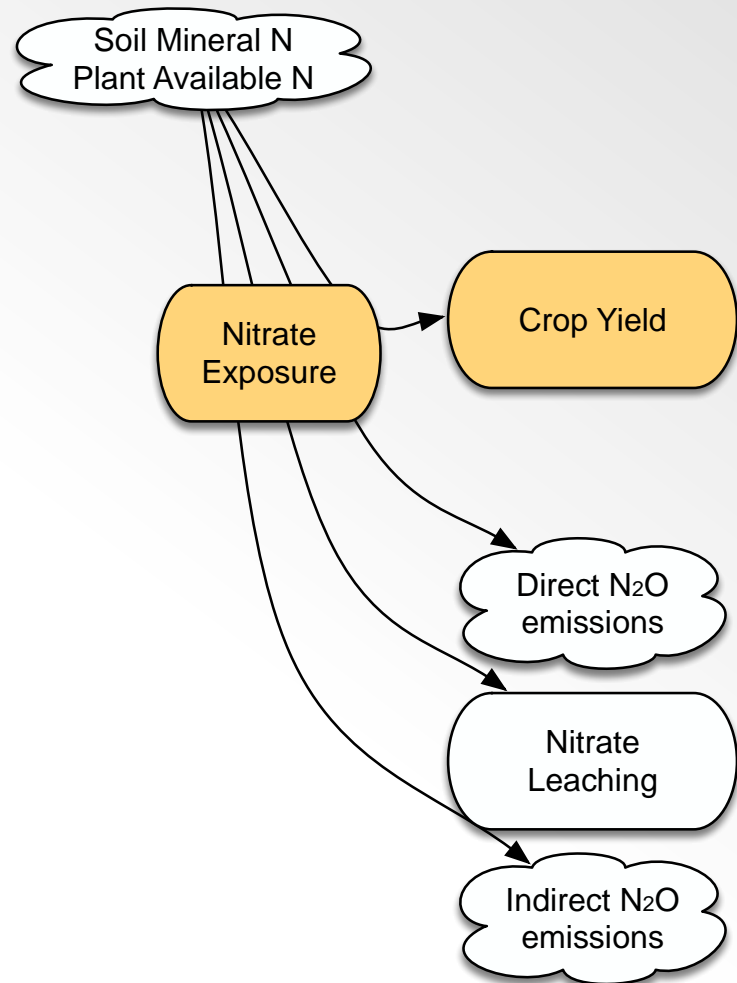 Soil Mineral N
Plant Available N
Nitrate
Exposure
Crop Yield
Direct N₂O
emissions
Nitrate
Leaching
Indirect N₂O
emissions